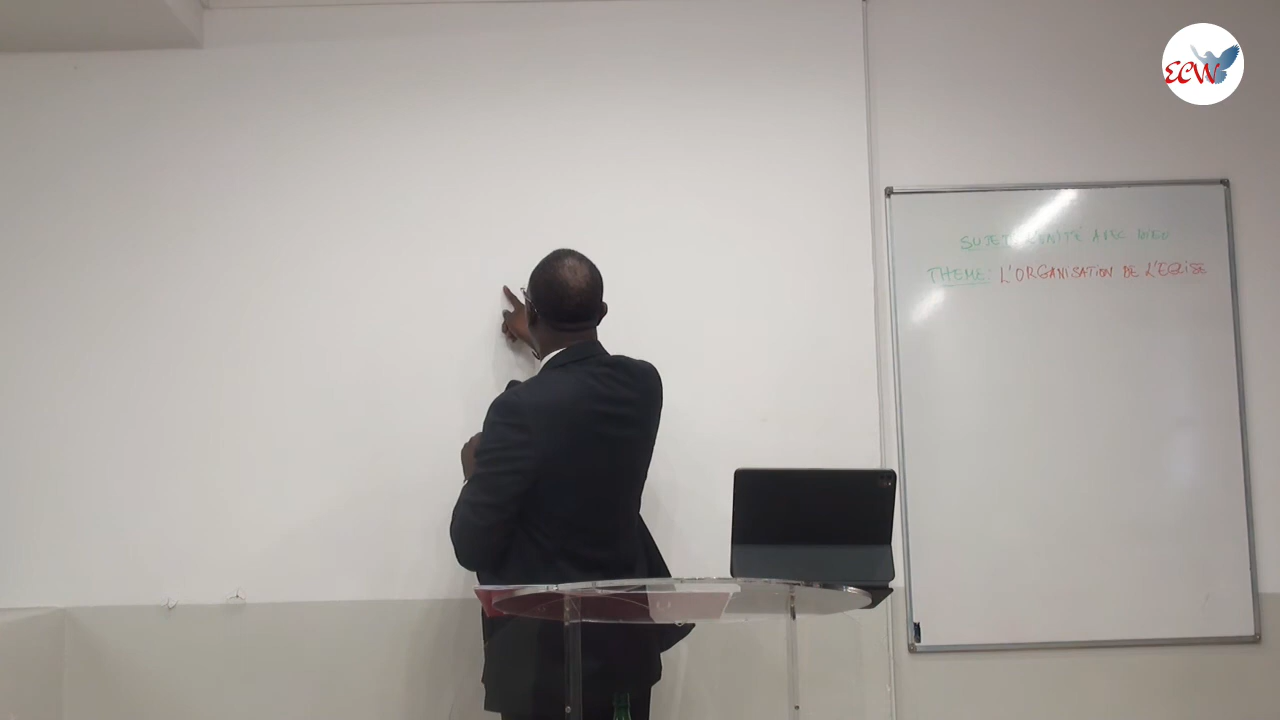 ECW
SUJET: L'UNITÉ AVEC DIEU
THEME: L'ORGANISATION DE L'EGLISE